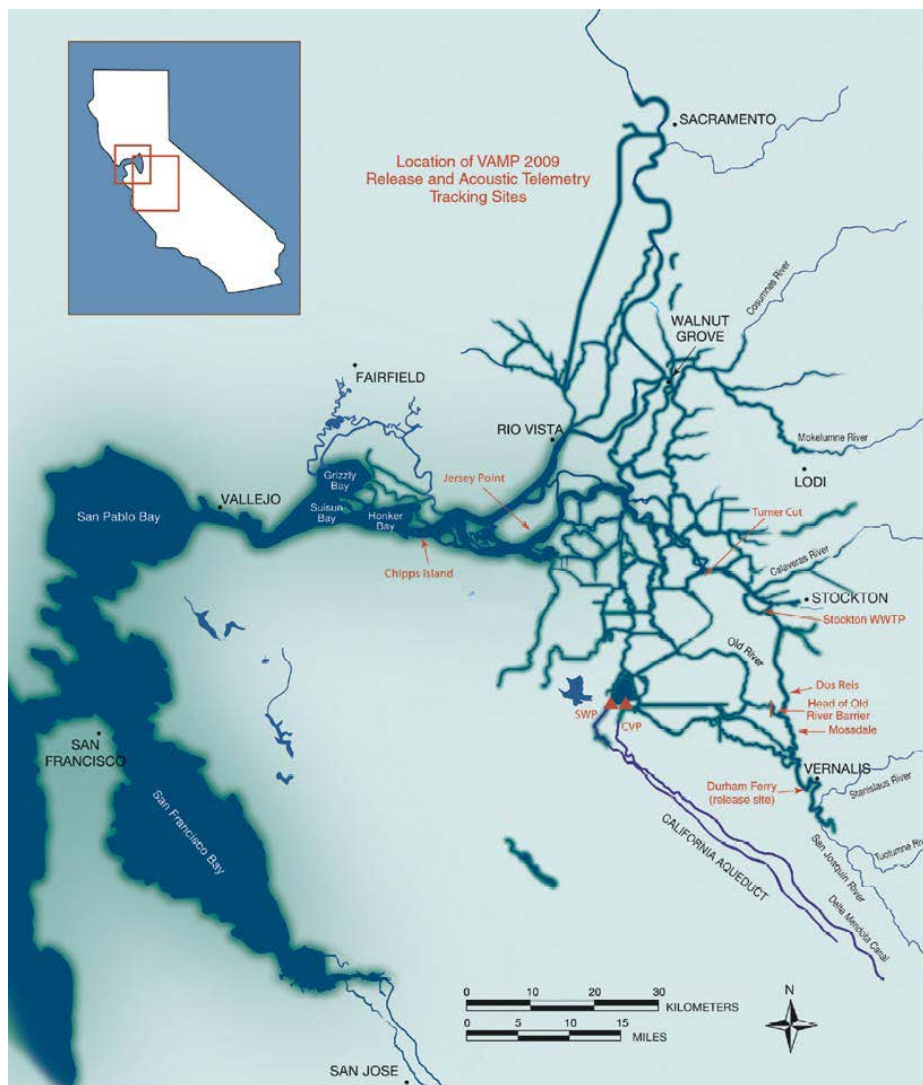 SACRAMENTO
Location of VAMP 2009
Release and Acoustic Telemetry
Tracking Sites
Cosumnes River
WALNUT
GROVE
FAIRFIELD
RIO VISTA
Mokelumne River
LODI
Grizzly
Bay
Jersey Point
VALLEJO
San Pablo Bay
Suisun
Bay
Honker
Bay
Turner Cut
Chipps Island
Calaveras River
STOCKTON
Stockton WWTP
Old River
Dos Reis
Head of Old
River Barrier
Mossdale
SWP
CVP
SAN
FRANCISCO
VERNALIS
Stanislaus River
Durham Ferry
(release site)
San Francisco Bay
CALIFORNIA AQUEDUCT
San Joaquin River
Tuolumne Riv
Delta Mendota Canal
0 10 20 30
KILOMETERS
0 5 10 15
MILES
N
SAN JOSE